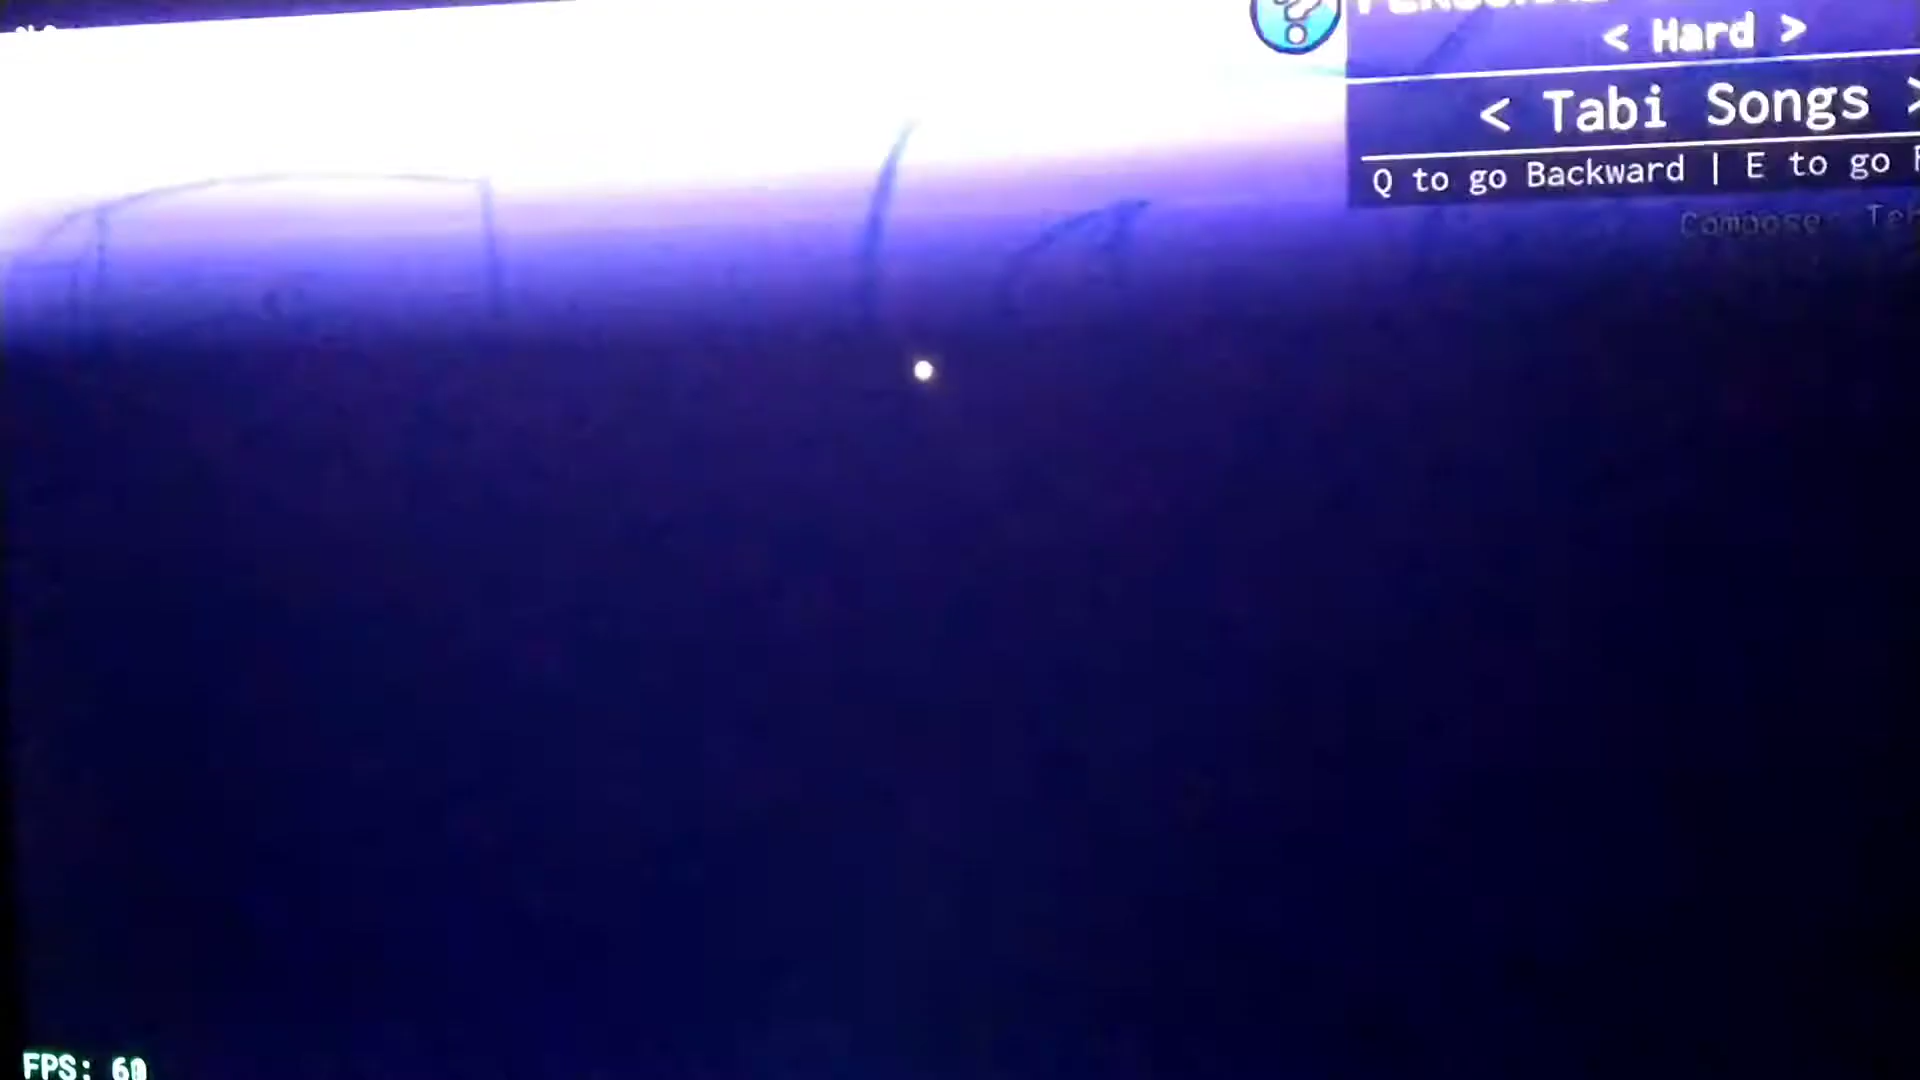 < Hard >
< Tabi Songs >
Q to go Backward | E to go
FPS: 60